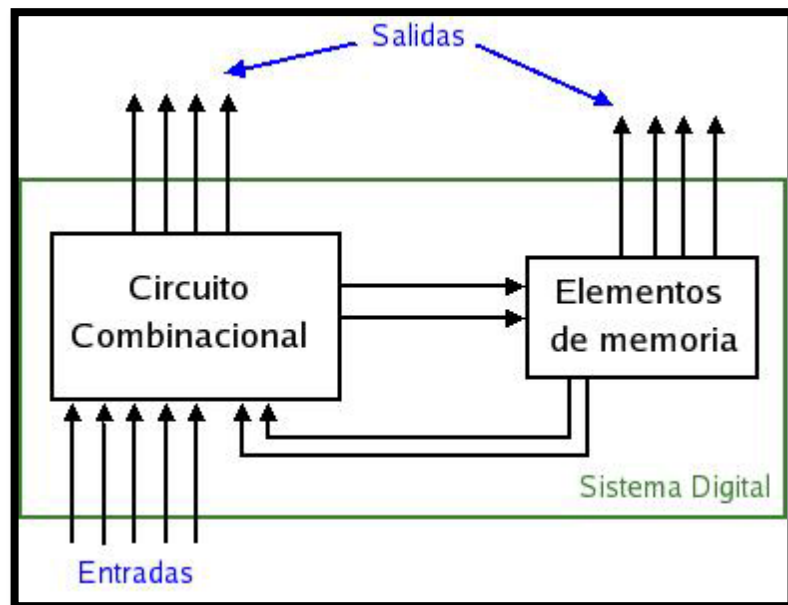 Salidas
Circuito
Combinacional
Elementos
de memoria
Sistema Digital
Entradas